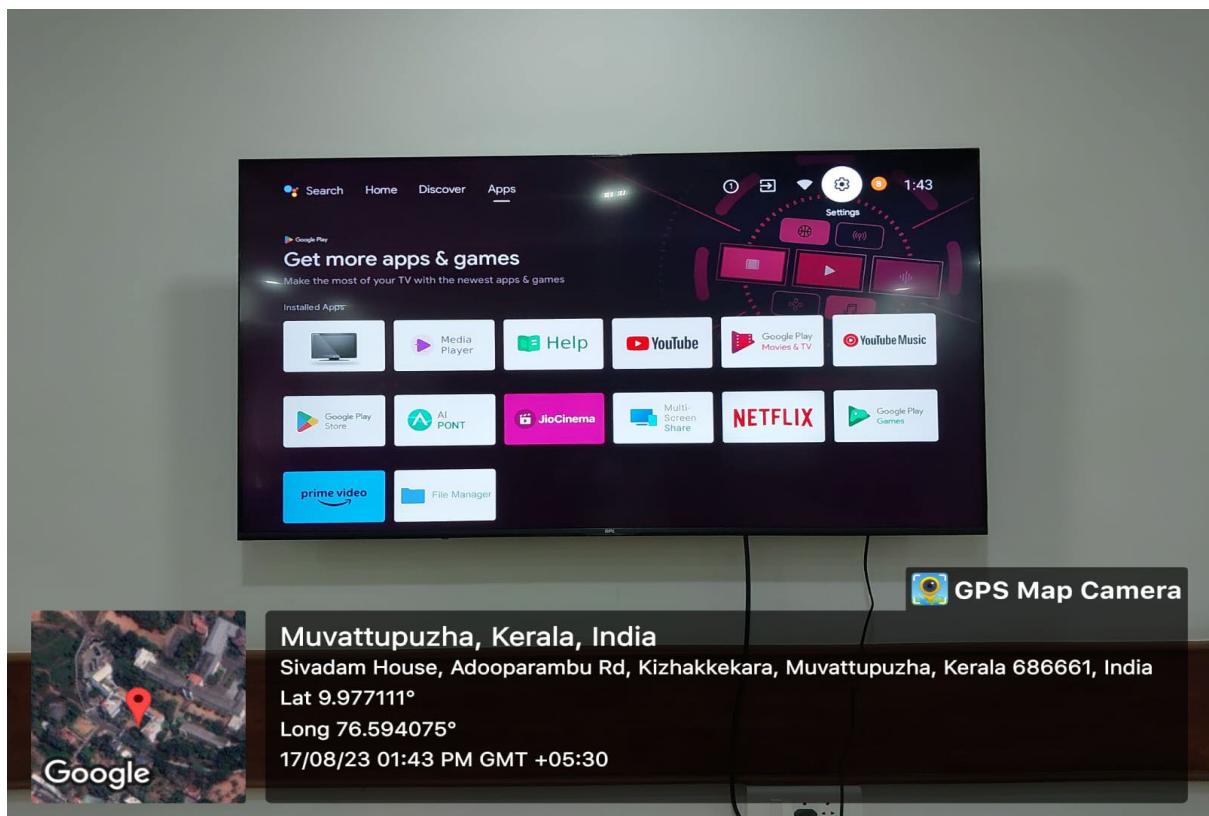 Search Home Discover Apps 1 B 1:43
Settings
Google Play
Get more apps & games
Make the most of your TV with the newest apps & games
Installed Apps
Media
Player
Help
YouTube
Google Play
Movies & TV
YouTube Music
Google Play
Store
AI
PONT
JioCinema
Multi-
Screen
Share
NETFLIX
Google Play
Games
prime video
File Manager
BPL
GPS Map Camera
Muvattupuzha, Kerala, India
Sivadam House, Adooparambu Rd, Kizhakkekara, Muvattupuzha, Kerala 686661, India
Lat 9.977111°
Long 76.594075°
17/08/23 01:43 PM GMT +05:30
Google